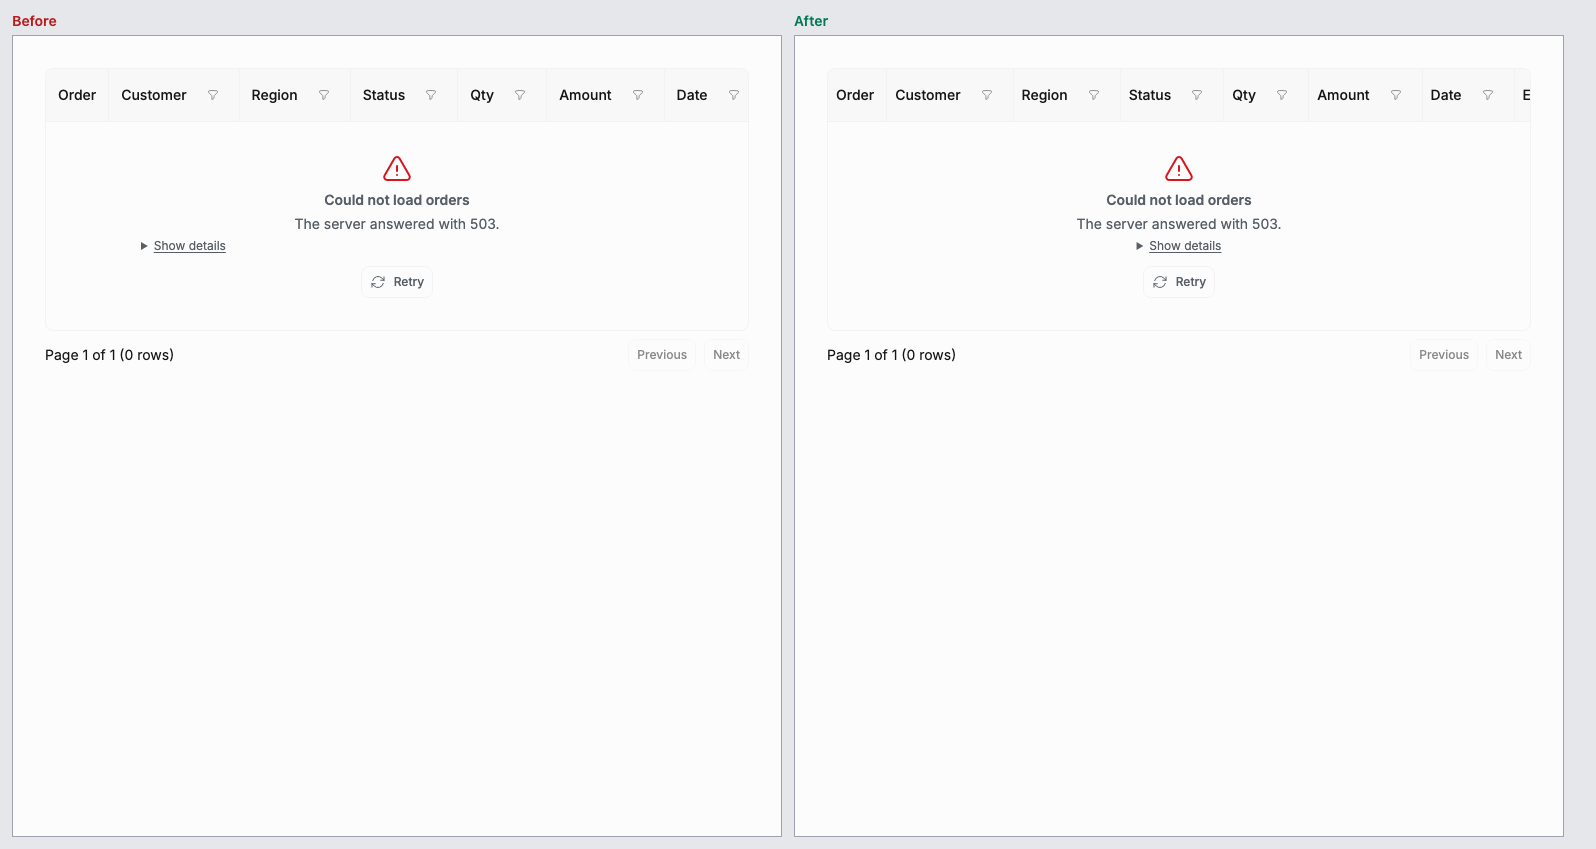 Before
Order Customer Region Status Qty Amount Date
Could not load orders
The server answered with 503.
Show details
Retry
Page 1 of 1 (0 rows) Previous Next
After
Order Customer Region Status Qty Amount Date E
Could not load orders
The server answered with 503.
Show details
Retry
Page 1 of 1 (0 rows) Previous Next